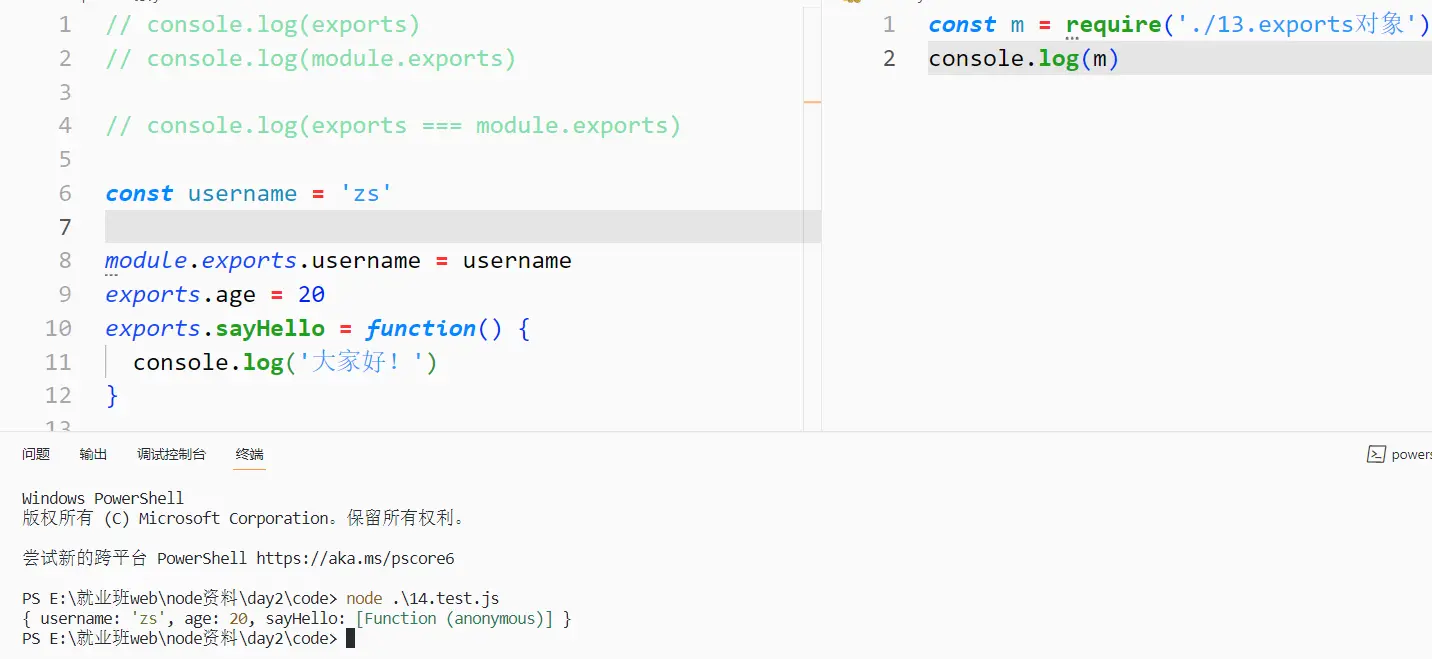 1 // console.log(exports)
2 // console.log(module.exports)
3
4 // console.log(exports === module.exports)
5
6 const username = 'zs'
7
8 module.exports.username = username
9 exports.age = 20
10 exports.sayHello = function() {
11 console.log('大家好！')
12 }
13
1 const m = require('./13.exports对象')
2 console.log(m)
问题 输出 调试控制台 终端
powers
Windows PowerShell
版权所有 (C) Microsoft Corporation。保留所有权利。
尝试新的跨平台 PowerShell https://aka.ms/pscore6
PS E:\就业班web\node资料\day2\code> node .\14.test.js
{ username: 'zs', age: 20, sayHello: [Function (anonymous)] }
PS E:\就业班web\node资料\day2\code>